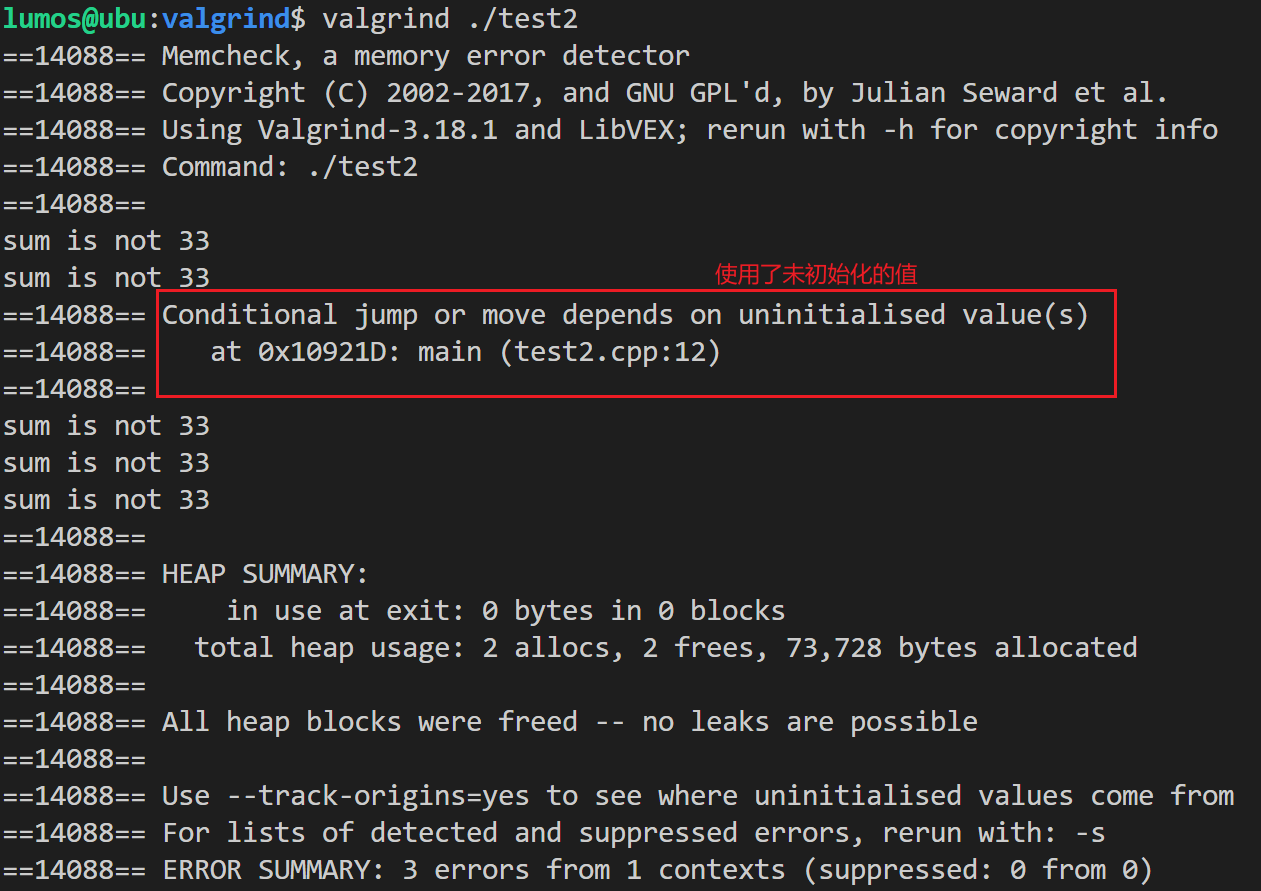 lumos@ubu:valgrind$ valgrind ./test2
==14088== Memcheck, a memory error detector
==14088== Copyright (C) 2002-2017, and GNU GPL'd, by Julian Seward et al.
==14088== Using Valgrind-3.18.1 and LibVEX; rerun with -h for copyright info
==14088== Command: ./test2
==14088==
sum is not 33
sum is not 33
使用了未初始化的值
==14088== Conditional jump or move depends on uninitialised value(s)
==14088==    at 0x10921D: main (test2.cpp:12)
==14088==
sum is not 33
sum is not 33
sum is not 33
==14088==
==14088== HEAP SUMMARY:
==14088==     in use at exit: 0 bytes in 0 blocks
==14088==   total heap usage: 2 allocs, 2 frees, 73,728 bytes allocated
==14088==
==14088== All heap blocks were freed -- no leaks are possible
==14088==
==14088== Use --track-origins=yes to see where uninitialised values come from
==14088== For lists of detected and suppressed errors, rerun with: -s
==14088== ERROR SUMMARY: 3 errors from 1 contexts (suppressed: 0 from 0)